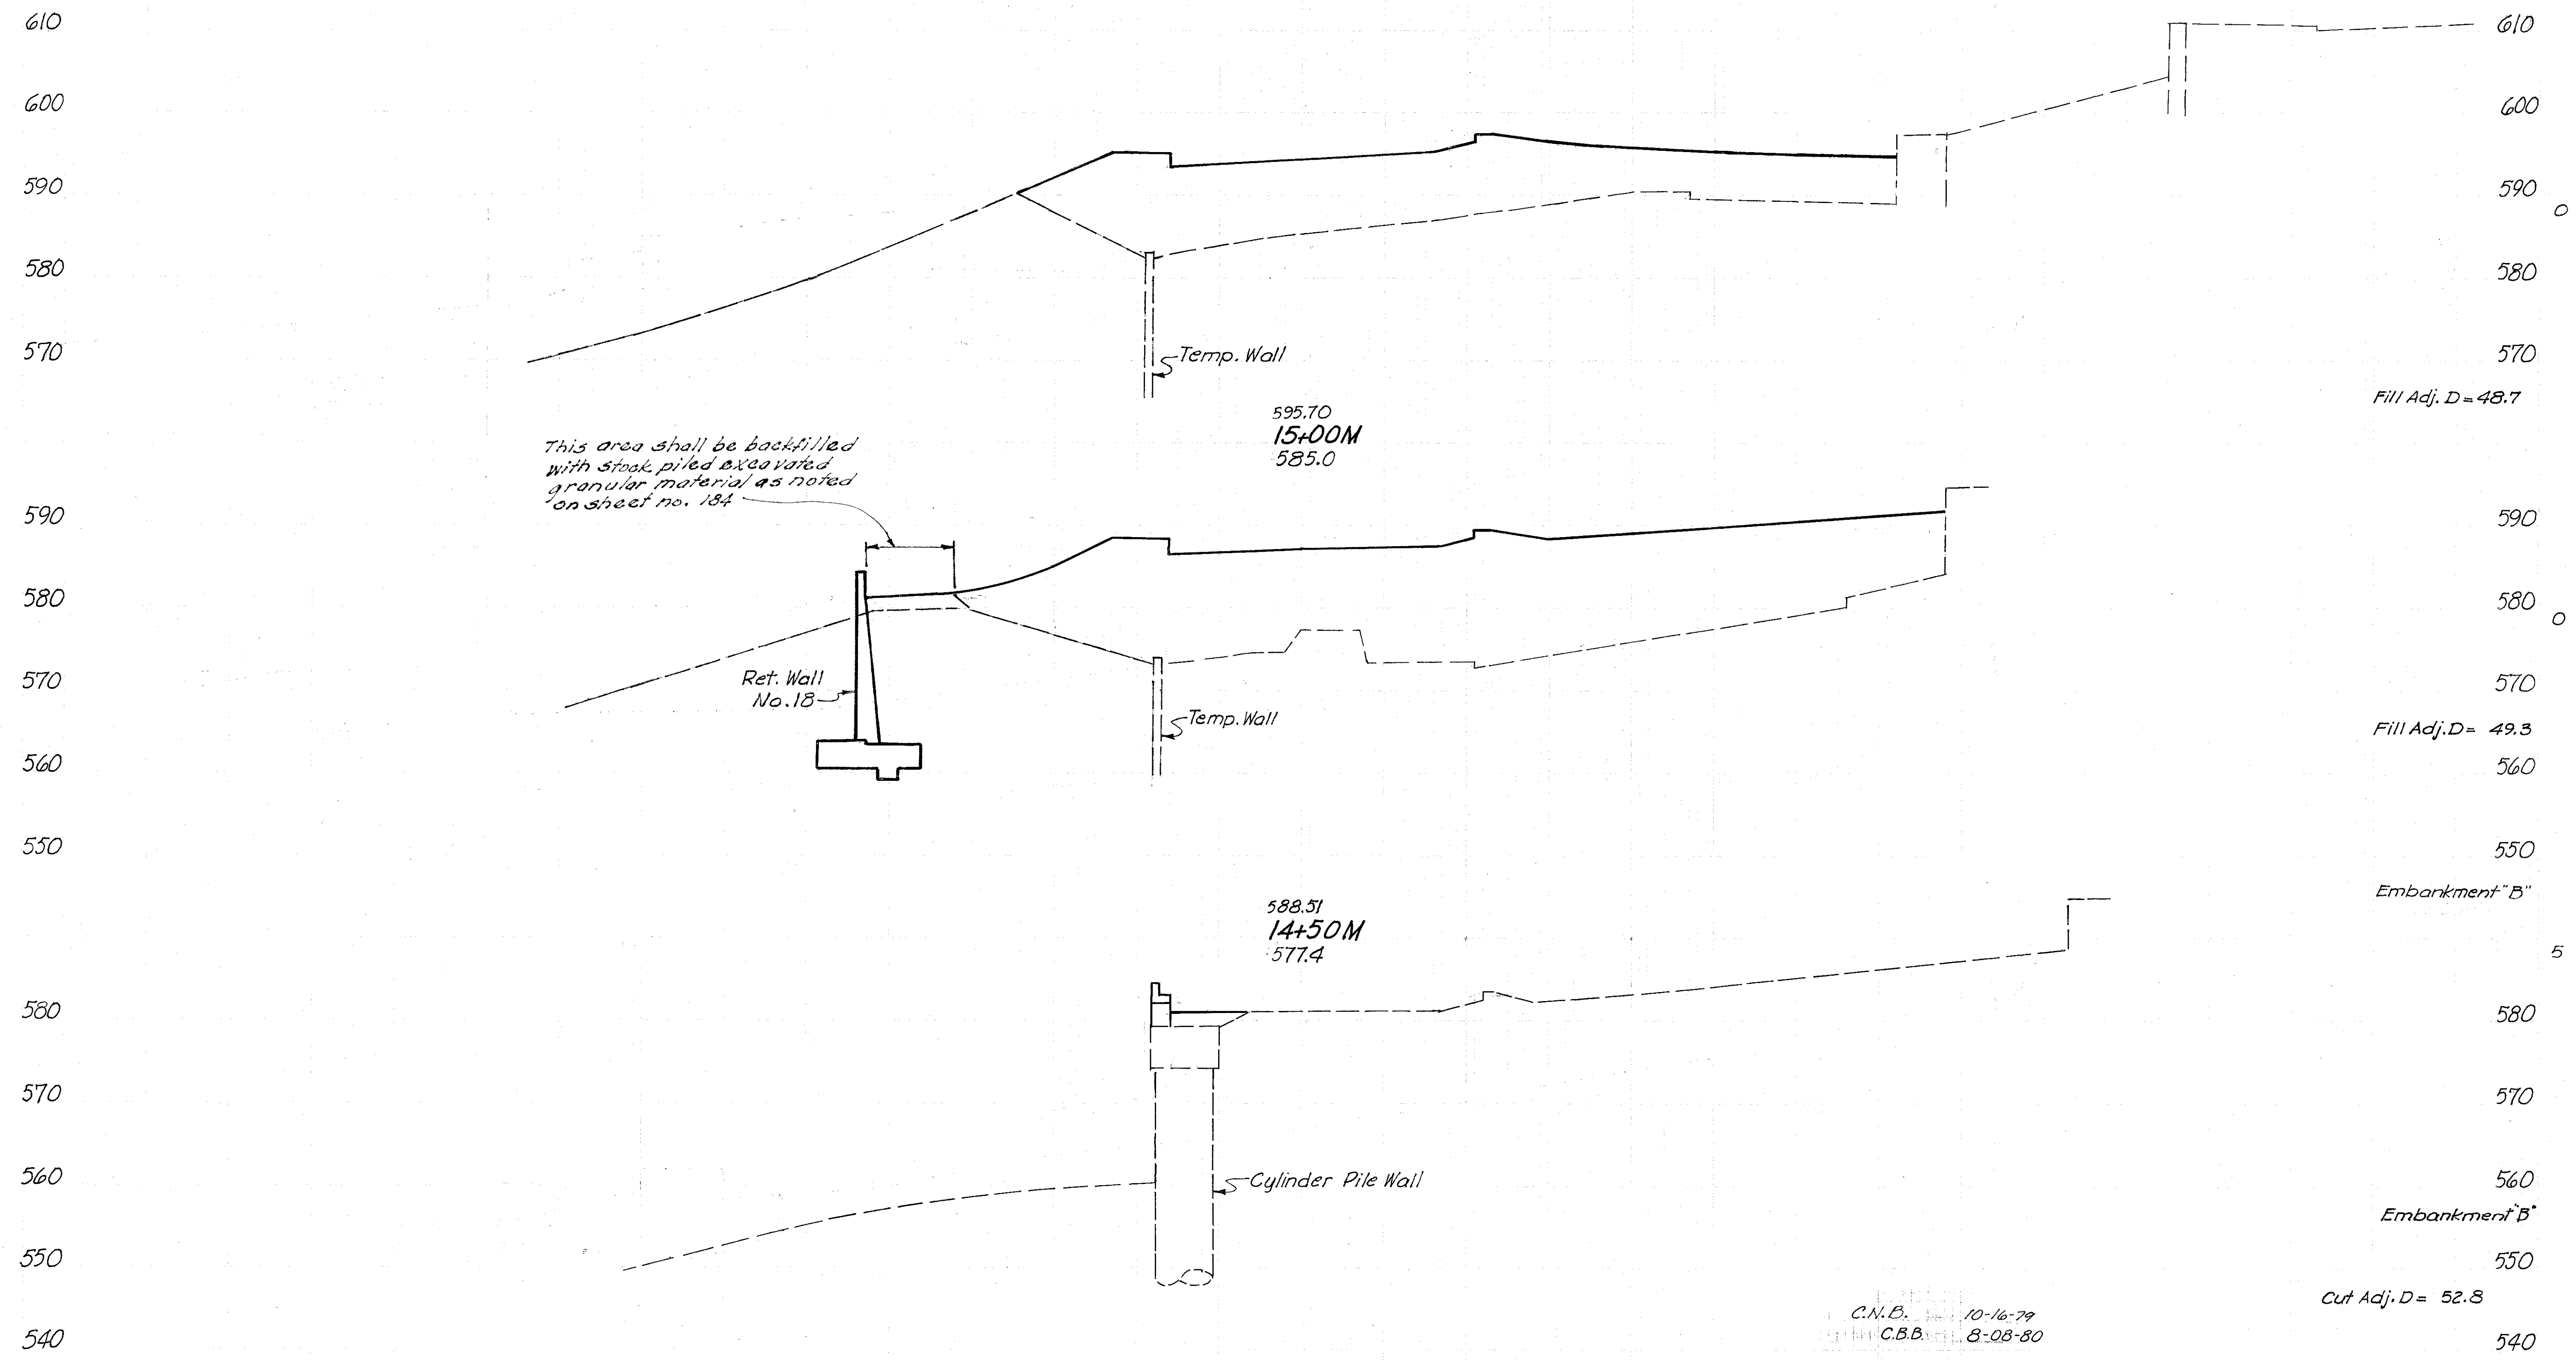 610 610
600 600
590 590
0
580 580
570 570
Temp. Wall
Fill Adj. D = 48.7
595.70
15+00M
585.0
This area shall be backfilled
with stock piled excavated
granular material as noted
on sheet no. 184
590 590
580 580
0
570 570
Ret. Wall
No. 18
Temp. Wall
Fill Adj. D = 49.3
560 560
550 550
Embankment "B"
588.51
14+50M
577.4
5
580 580
570 570
560 560
Cylinder Pile Wall
Embankment "B"
550 550
Cut Adj. D = 52.8
C.N.B. 10-16-79
C.B.B. 8-08-80
540 540